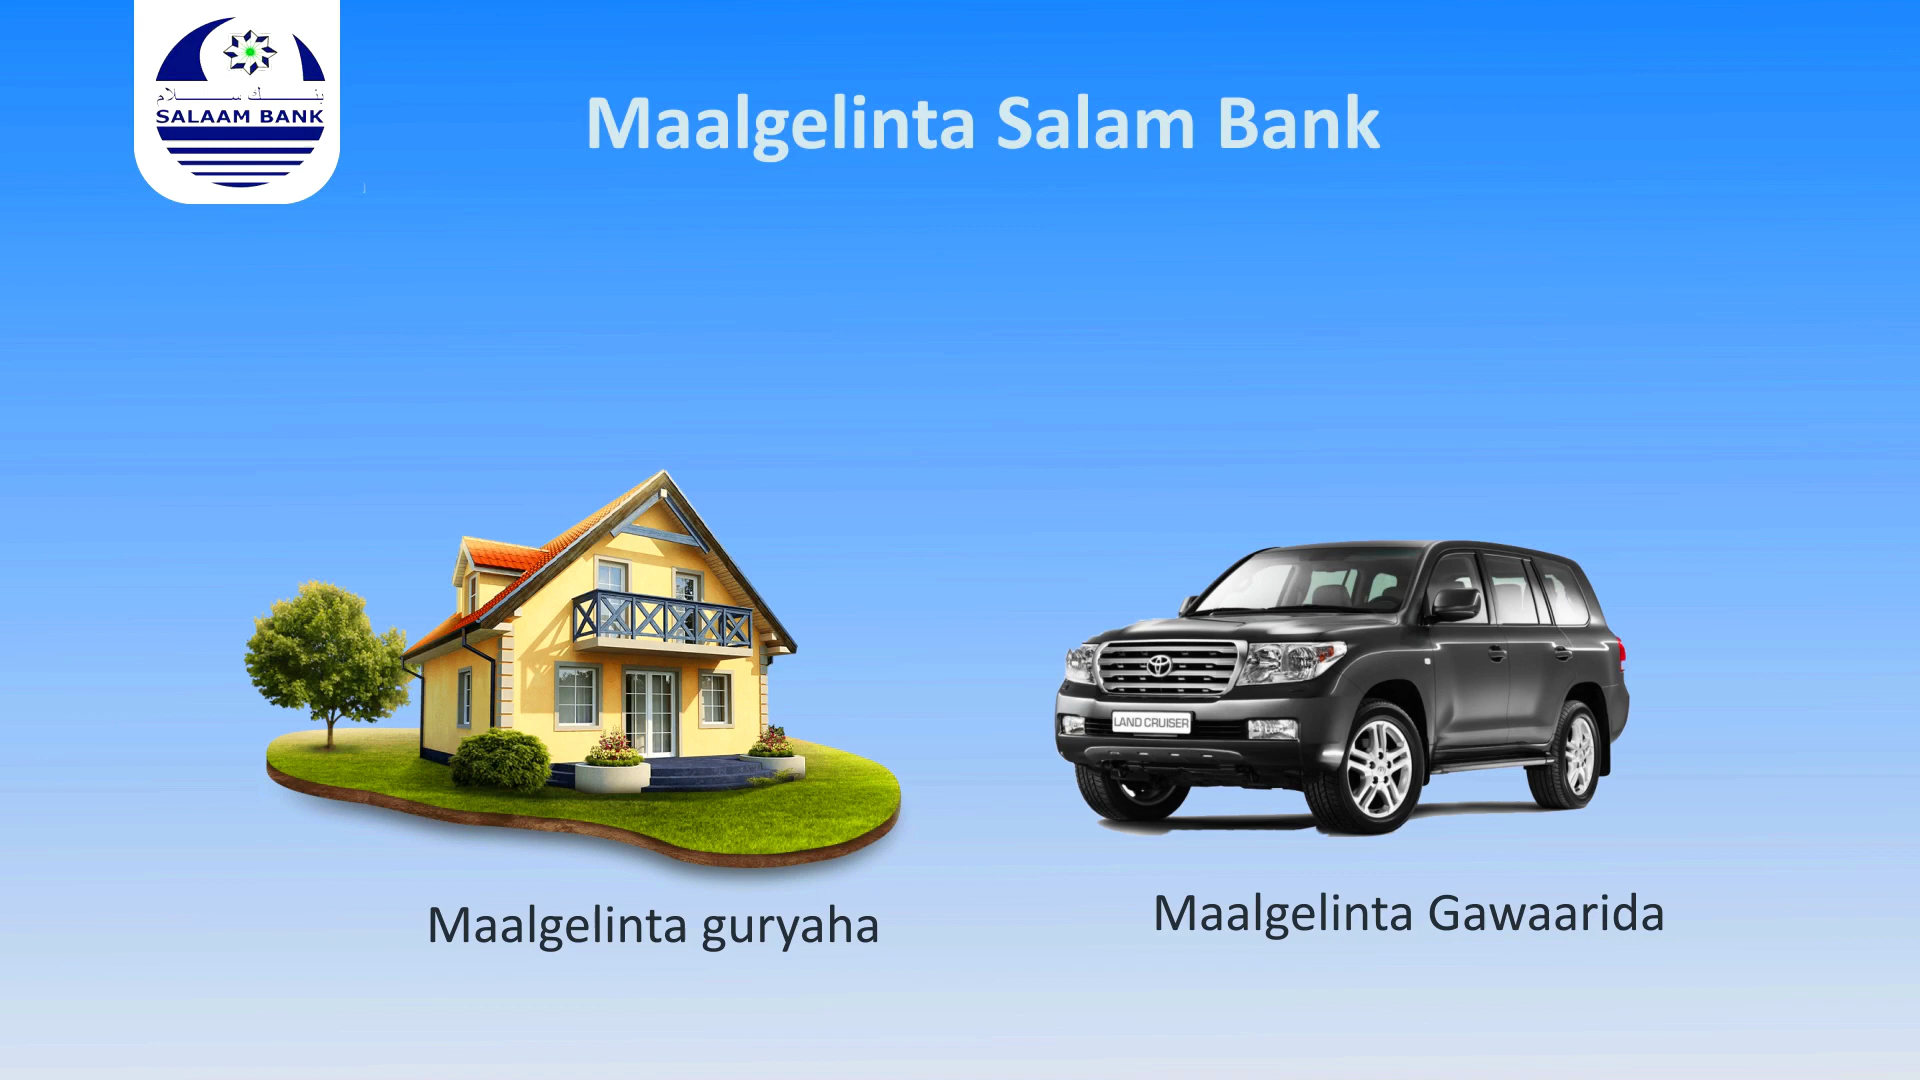 بنك سلام
SALAAM BANK
Maalgelinta Salam Bank
LAND CRUISER
Maalgelinta guryaha
Maalgelinta Gawaarida